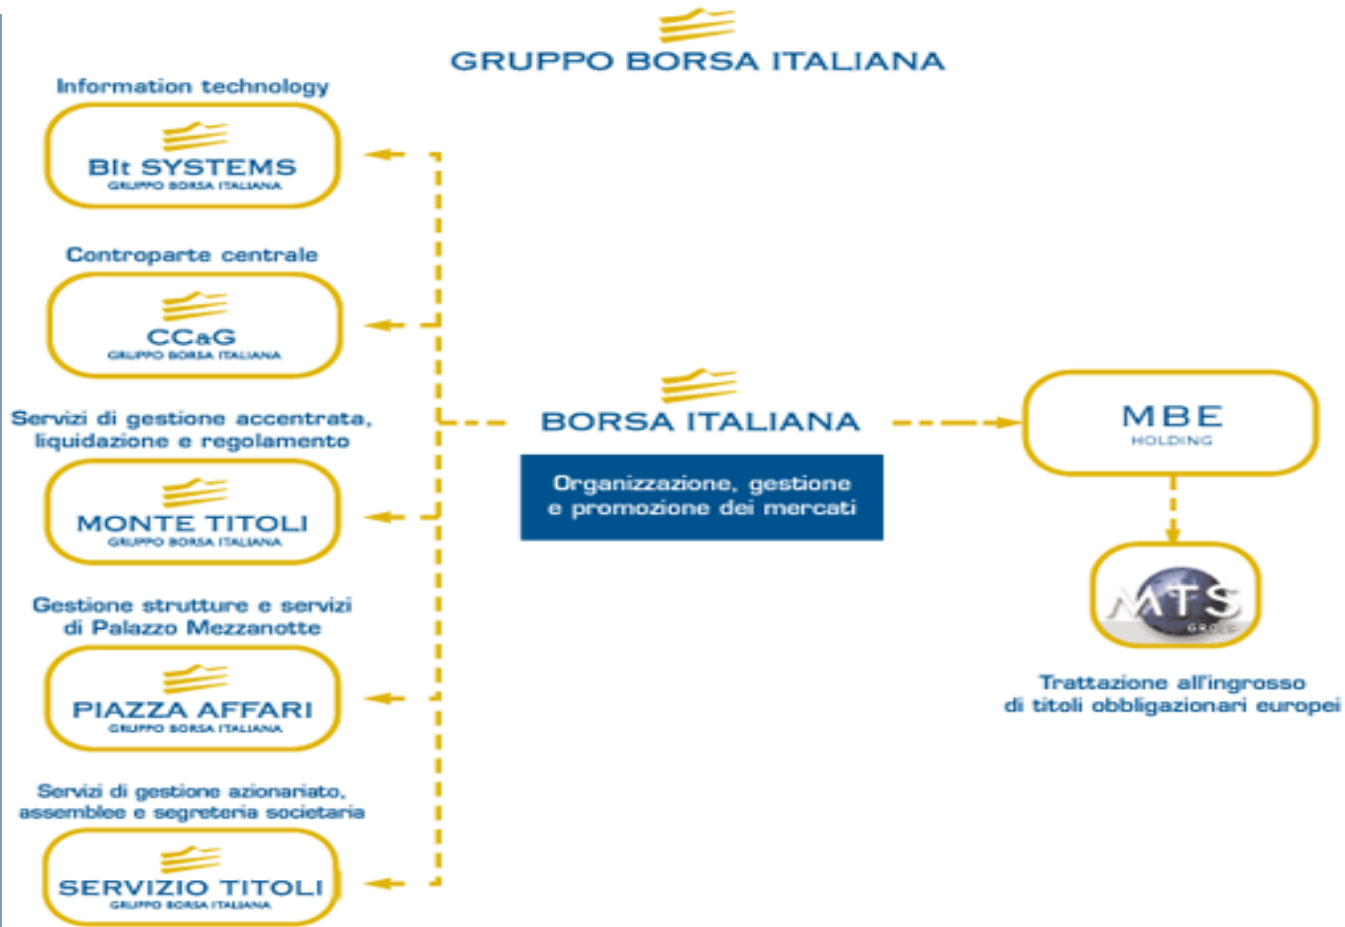 GRUPPO BORSA ITALIANA
Information technology
BIt SYSTEMS
GRUPPO BORSA ITALIANA
Controparte centrale
CC&G
GRUPPO BORSA ITALIANA
Servizi di gestione accentrata,
liquidazione e regolamento
MONTE TITOLI
GRUPPO BORSA ITALIANA
Gestione strutture e servizi
di Palazzo Mezzanotte
PIAZZA AFFARI
GRUPPO BORSA ITALIANA
Servizi di gestione azionariato,
assemblee e segreteria societaria
SERVIZIO TITOLI
GRUPPO BORSA ITALIANA
BORSA ITALIANA
Organizzazione, gestione
e promozione dei mercati
MBE
HOLDING
MTS
GROUP
Trattazione all'ingrosso
di titoli obbligazionari europei